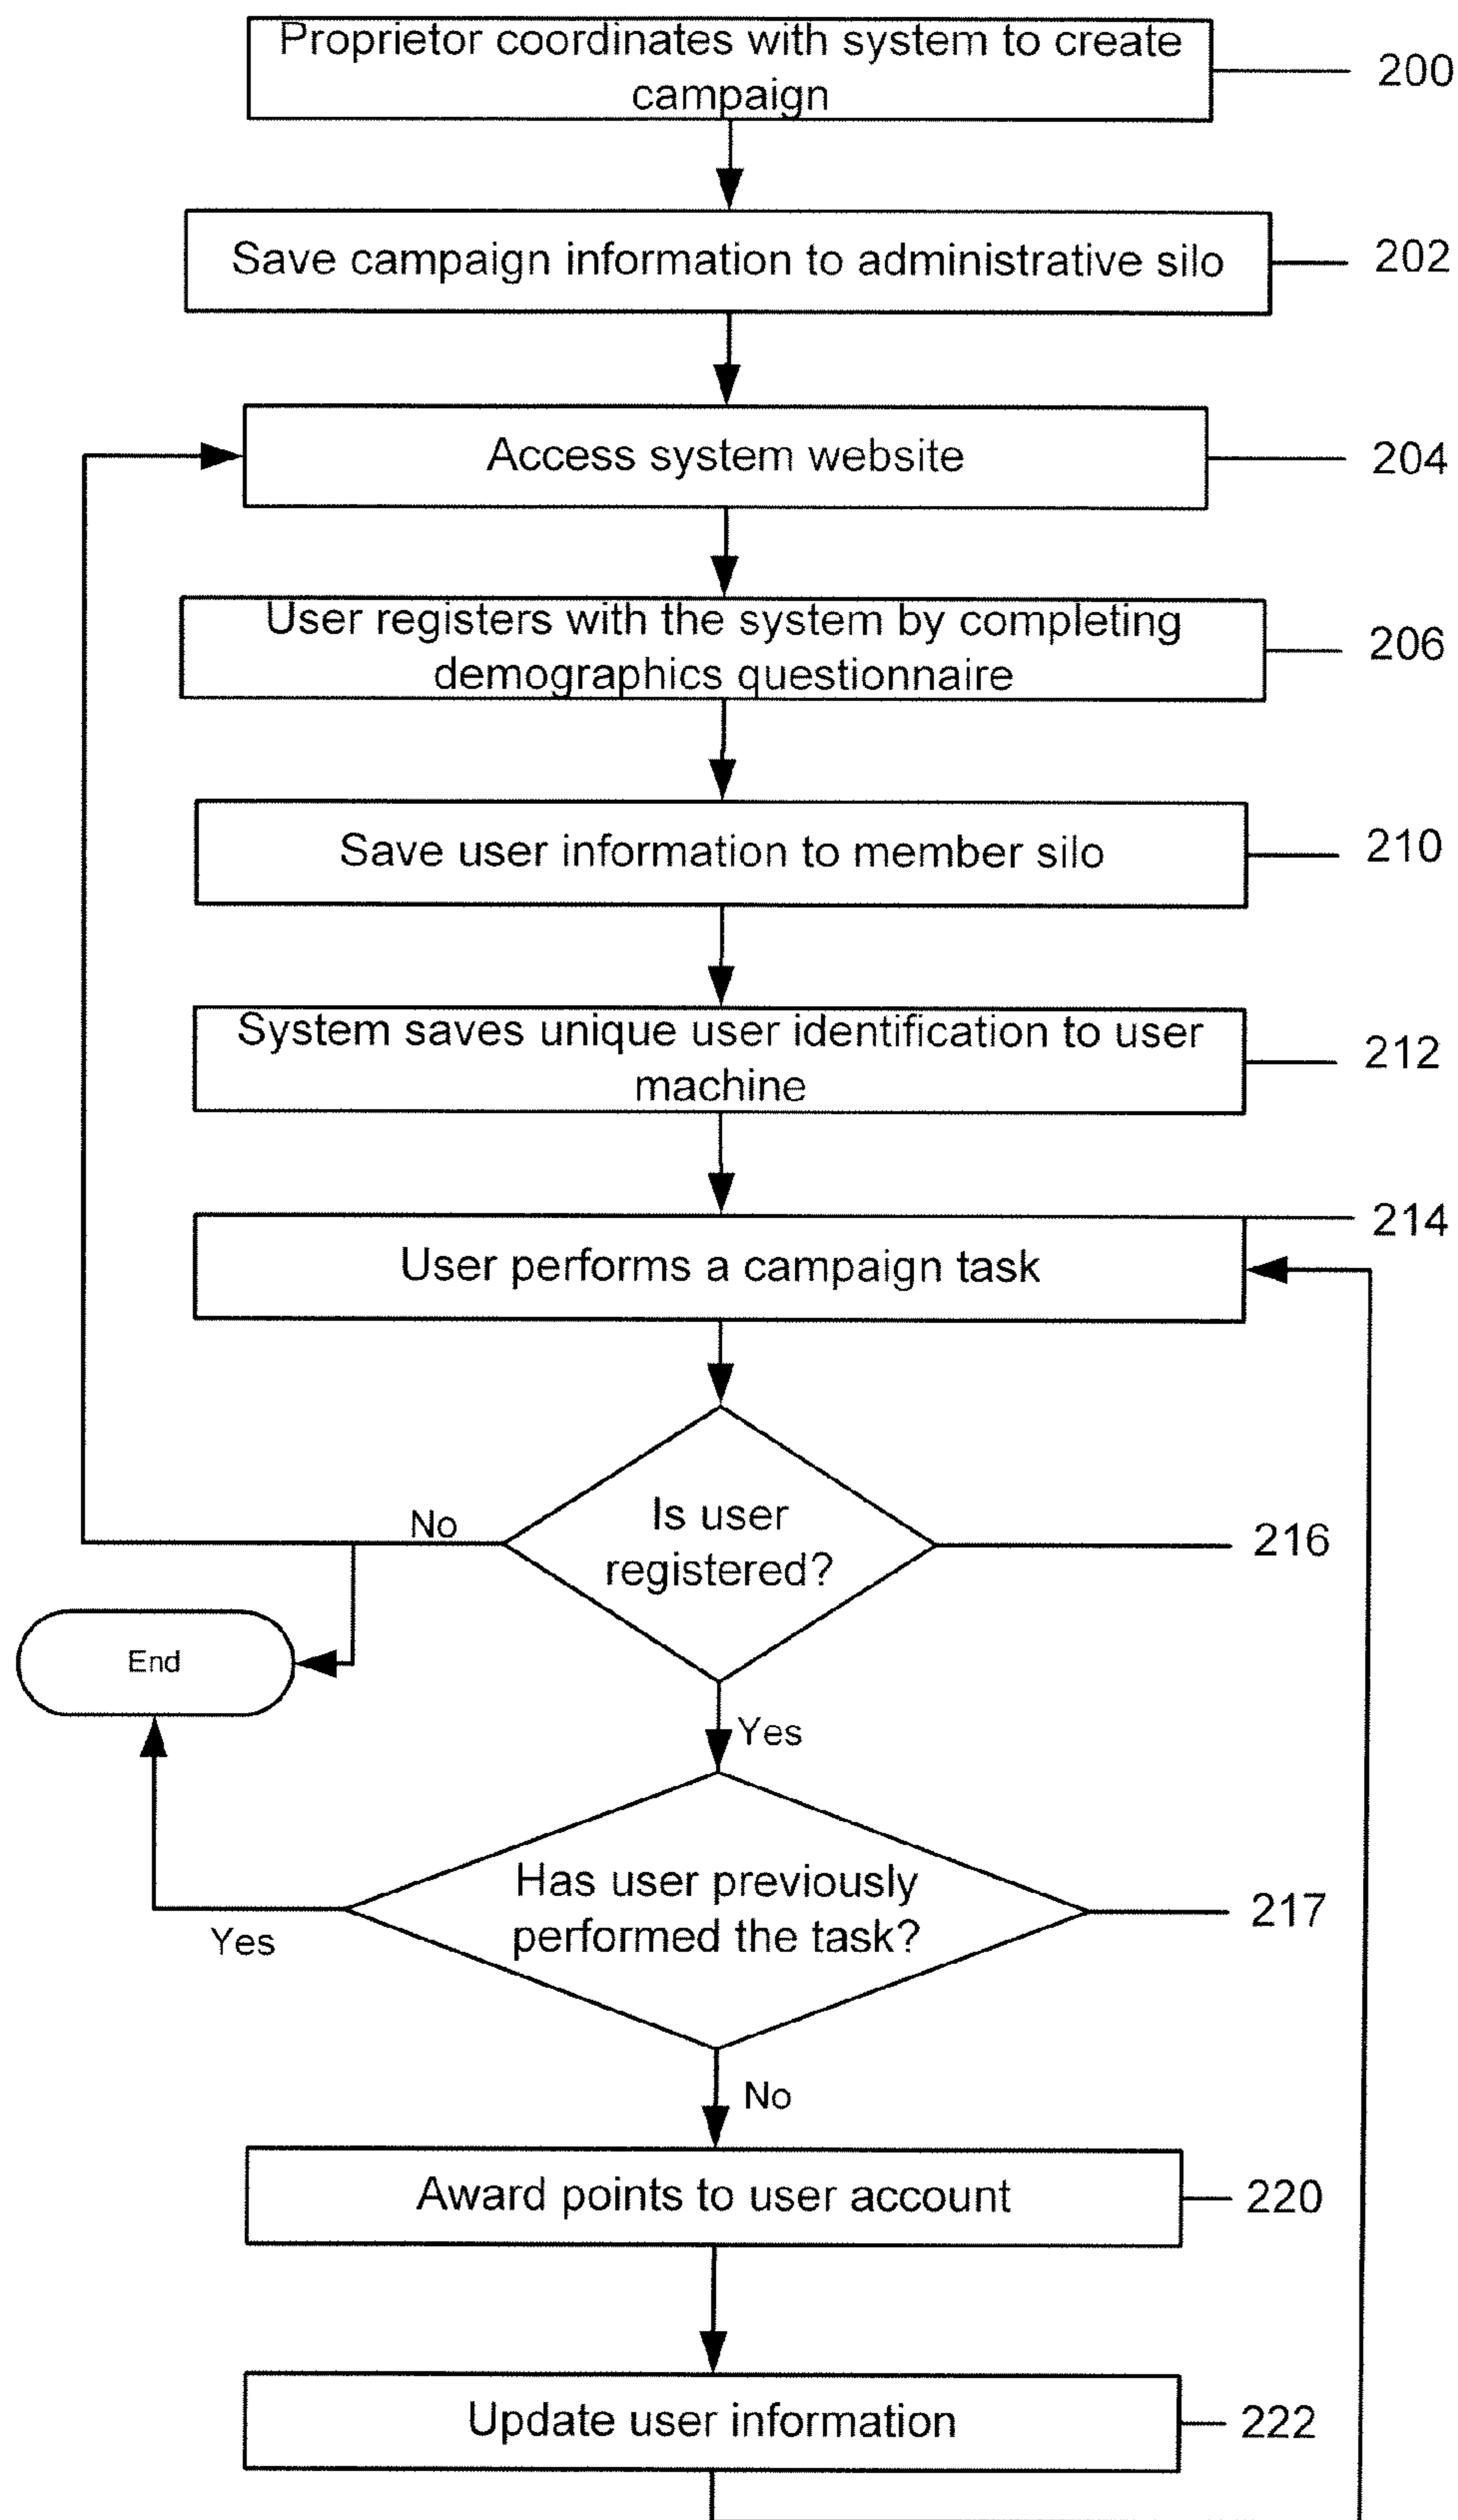 Proprietor coordinates with system to create
campaign
200
Save campaign information to administrative silo
202
Access system website
204
User registers with the system by completing
demographics questionnaire
206
Save user information to member silo
210
System saves unique user identification to user
machine
212
214
User performs a campaign task
No
Is user
registered?
216
End
Yes
Has user previously
performed the task?
217
Yes
No
Award points to user account
220
Update user information
222